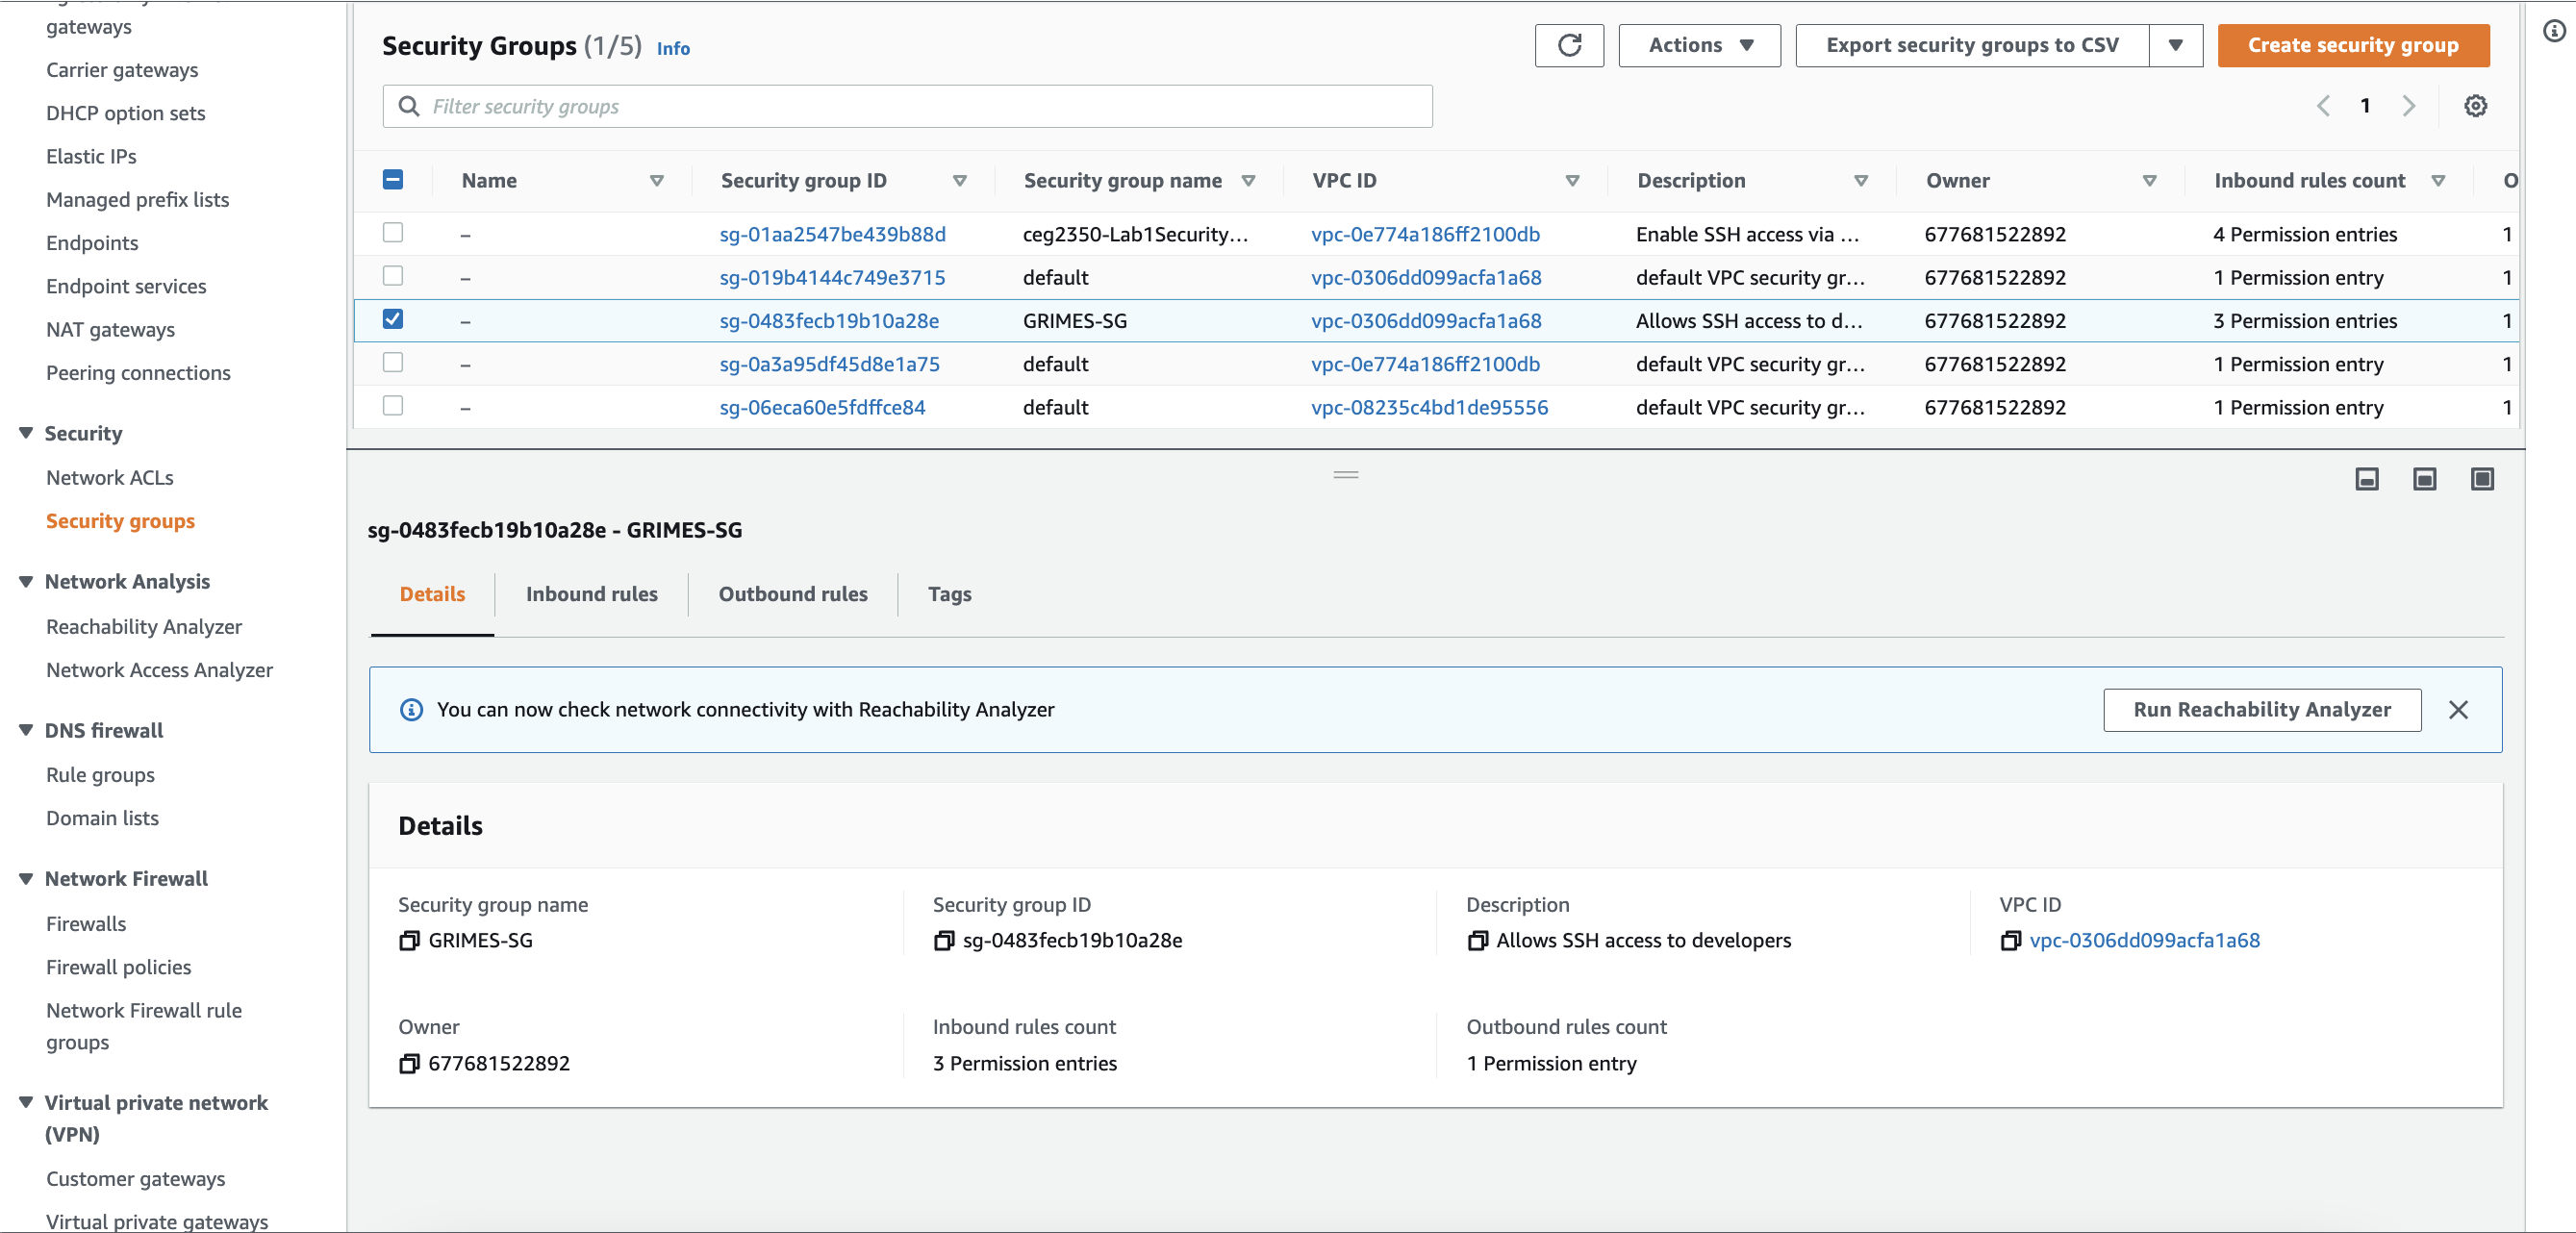 gateways
Carrier gateways
DHCP option sets
Elastic IPs
Managed prefix lists
Endpoints
Endpoint services
NAT gateways
Peering connections
Security
Network ACLs
Security groups
Network Analysis
Reachability Analyzer
Network Access Analyzer
DNS firewall
Rule groups
Domain lists
Network Firewall
Firewalls
Firewall policies
Network Firewall rule
groups
Virtual private network
(VPN)
Customer gateways
Virtual private gateways
Security Groups (1/5) Info
Actions
Export security groups to CSV
Create security group
Filter security groups
1
Name Security group ID Security group name VPC ID Description Owner Inbound rules count O
– sg-01aa2547be439b88d ceg2350-Lab1Security... vpc-0e774a186ff2100db Enable SSH access via ... 677681522892 4 Permission entries 1
– sg-019b4144c749e3715 default vpc-0306dd099acfa1a68 default VPC security gr... 677681522892 1 Permission entry 1
– sg-0483fecb19b10a28e GRIMES-SG vpc-0306dd099acfa1a68 Allows SSH access to d... 677681522892 3 Permission entries 1
– sg-0a3a95df45d8e1a75 default vpc-0e774a186ff2100db default VPC security gr... 677681522892 1 Permission entry 1
– sg-06eca60e5fdffce84 default vpc-08235c4bd1de95556 default VPC security gr... 677681522892 1 Permission entry 1
sg-0483fecb19b10a28e - GRIMES-SG
Details Inbound rules Outbound rules Tags
You can now check network connectivity with Reachability Analyzer
Run Reachability Analyzer
Details
Security group name Security group ID Description VPC ID
GRIMES-SG sg-0483fecb19b10a28e Allows SSH access to developers vpc-0306dd099acfa1a68
Owner Inbound rules count Outbound rules count
677681522892 3 Permission entries 1 Permission entry